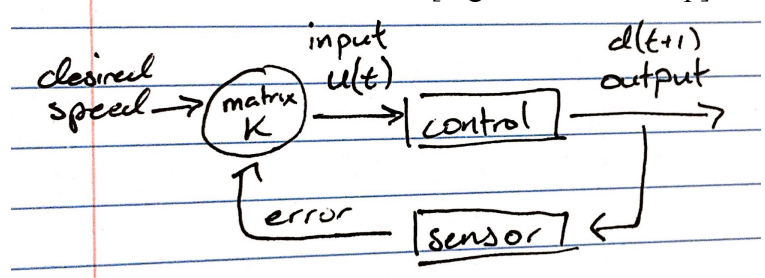 desired
speed
matrix
K
input
u(t)
control
d(t+1)
output
error
sensor